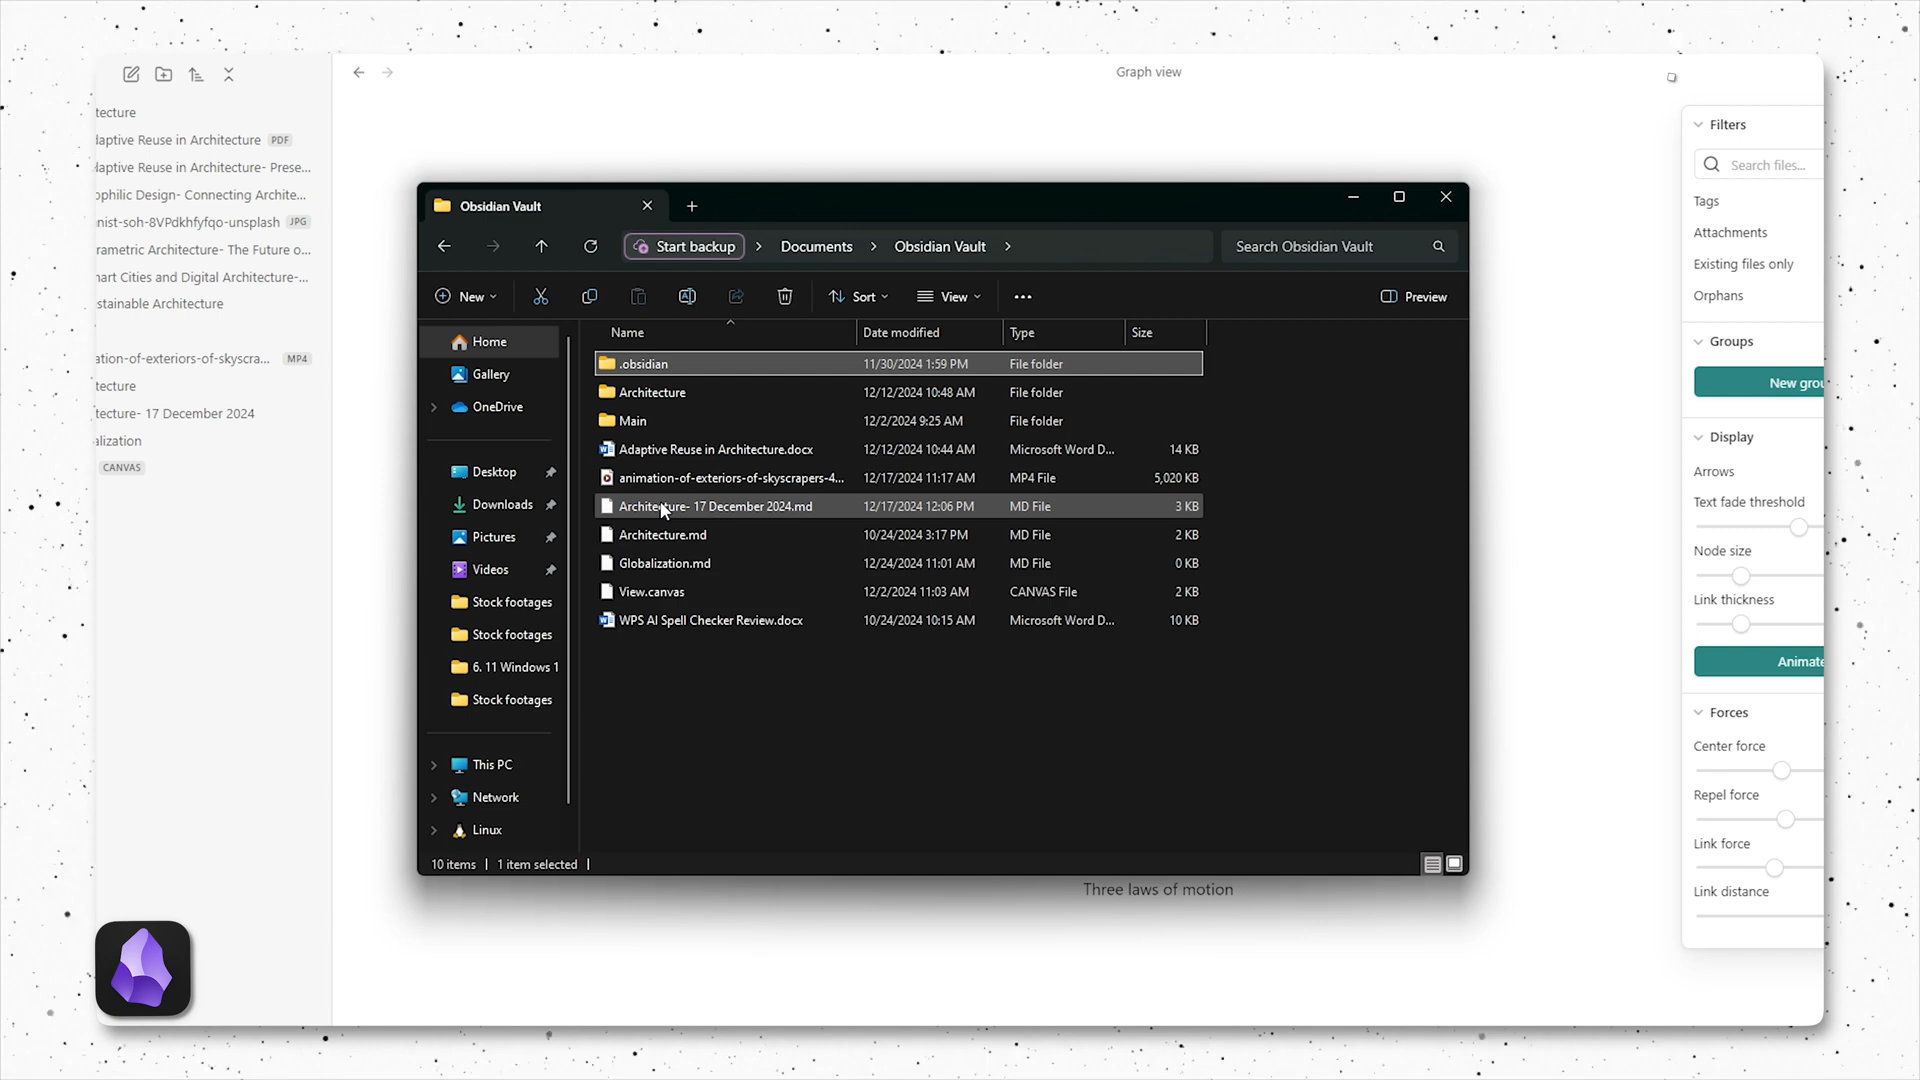 Graph view
tecture
laptive Reuse in Architecture PDF
laptive Reuse in Architecture- Prese...
ophilic Design- Connecting Archite...
nist-soh-8VPdkhfyfqo-unsplash JPG
rametric Architecture- The Future o...
nart Cities and Digital Architecture-...
stainable Architecture
ation-of-exteriors-of-skyscra... MP4
tecture
tecture- 17 December 2024
alization
CANVAS
Obsidian Vault
Start backup > Documents > Obsidian Vault >
Search Obsidian Vault
New
Sort
View
Preview
Home
Gallery
OneDrive
Desktop
Downloads
Pictures
Videos
Stock footages
Stock footages
6. 11 Windows 1
Stock footages
This PC
Network
Linux
Name Date modified Type Size
.obsidian 11/30/2024 1:59 PM File folder
Architecture 12/12/2024 10:48 AM File folder
Main 12/2/2024 9:25 AM File folder
Adaptive Reuse in Architecture.docx 12/12/2024 10:44 AM Microsoft Word D... 14 KB
animation-of-exteriors-of-skyscrapers-4... 12/17/2024 11:17 AM MP4 File 5,020 KB
Architecture- 17 December 2024.md 12/17/2024 12:06 PM MD File 3 KB
Architecture.md 10/24/2024 3:17 PM MD File 2 KB
Globalization.md 12/24/2024 11:01 AM MD File 0 KB
View.canvas 12/2/2024 11:03 AM CANVAS File 2 KB
WPS AI Spell Checker Review.docx 10/24/2024 10:15 AM Microsoft Word D... 10 KB
10 items | 1 item selected |
Three laws of motion
Filters
Search files...
Tags
Attachments
Existing files only
Orphans
Groups
New grou
Display
Arrows
Text fade threshold
Node size
Link thickness
Animate
Forces
Center force
Repel force
Link force
Link distance